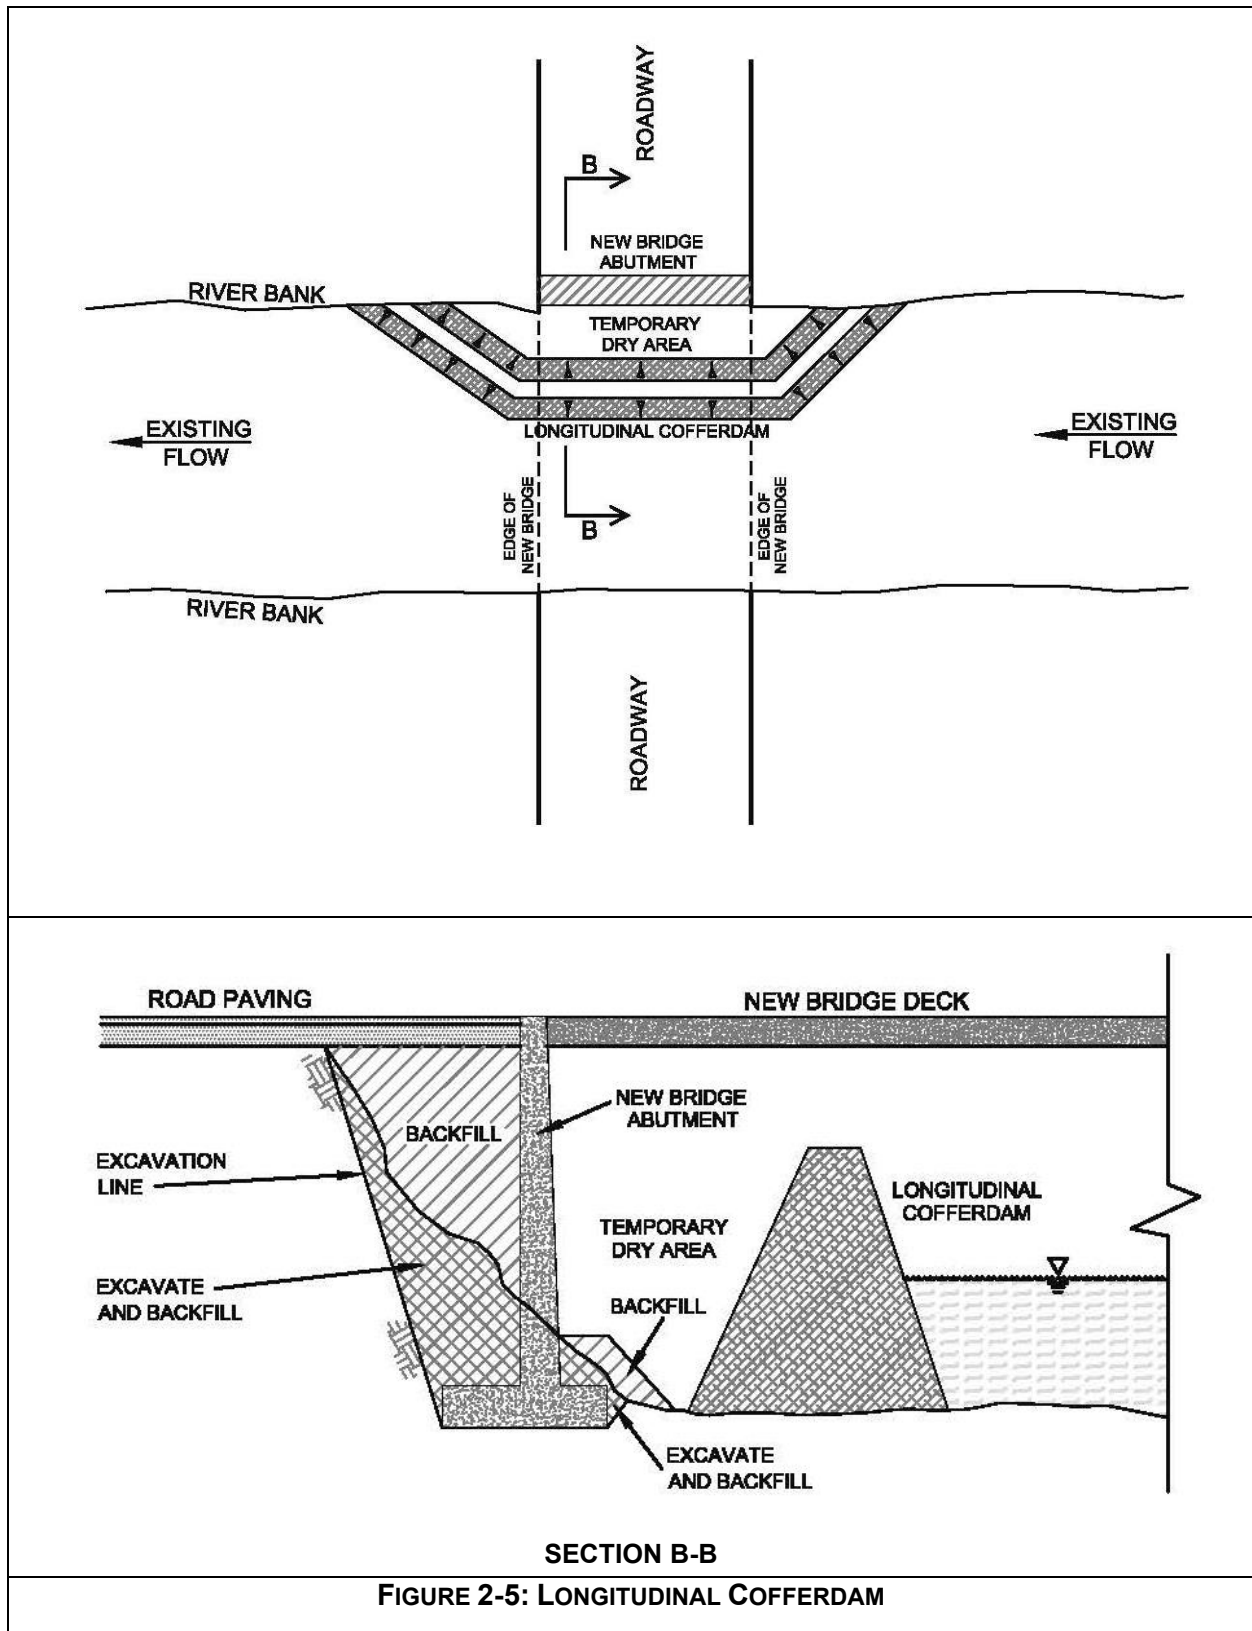 ROADWAY
B
NEW BRIDGE
ABUTMENT
RIVER BANK
TEMPORARY
DRY AREA
LONGITUDINAL COFFERDAM
EXISTING
FLOW
EXISTING
FLOW
EDGE OF
NEW BRIDGE
B
EDGE OF
NEW BRIDGE
RIVER BANK
ROADWAY
ROAD PAVING
NEW BRIDGE DECK
NEW BRIDGE
ABUTMENT
BACKFILL
EXCAVATION
LINE
LONGITUDINAL
COFFERDAM
TEMPORARY
DRY AREA
EXCAVATE
AND BACKFILL
BACKFILL
EXCAVATE
AND BACKFILL
SECTION B-B
FIGURE 2-5: LONGITUDINAL COFFERDAM